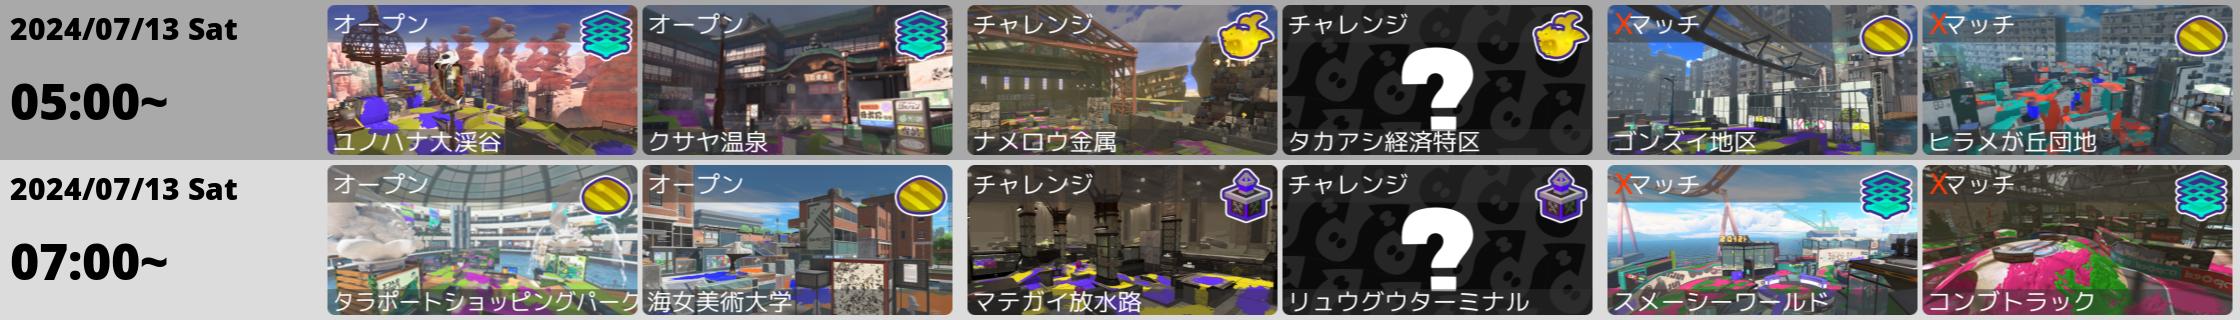 2024/07/13 Sat
05:00~
オープン
ユノハナ大渓谷
オープン
クサヤ温泉
チャレンジ
ナメロウ金属
チャレンジ
?
タカアシ経済特区
Xマッチ
ゴンズイ地区
Xマッチ
ヒラメが丘団地
2024/07/13 Sat
07:00~
オープン
タラポートショッピングパーク
オープン
海女美術大学
チャレンジ
マテガイ放水路
チャレンジ
?
リュウグウターミナル
Xマッチ
スメーシーワールド
Xマッチ
コンブトラック